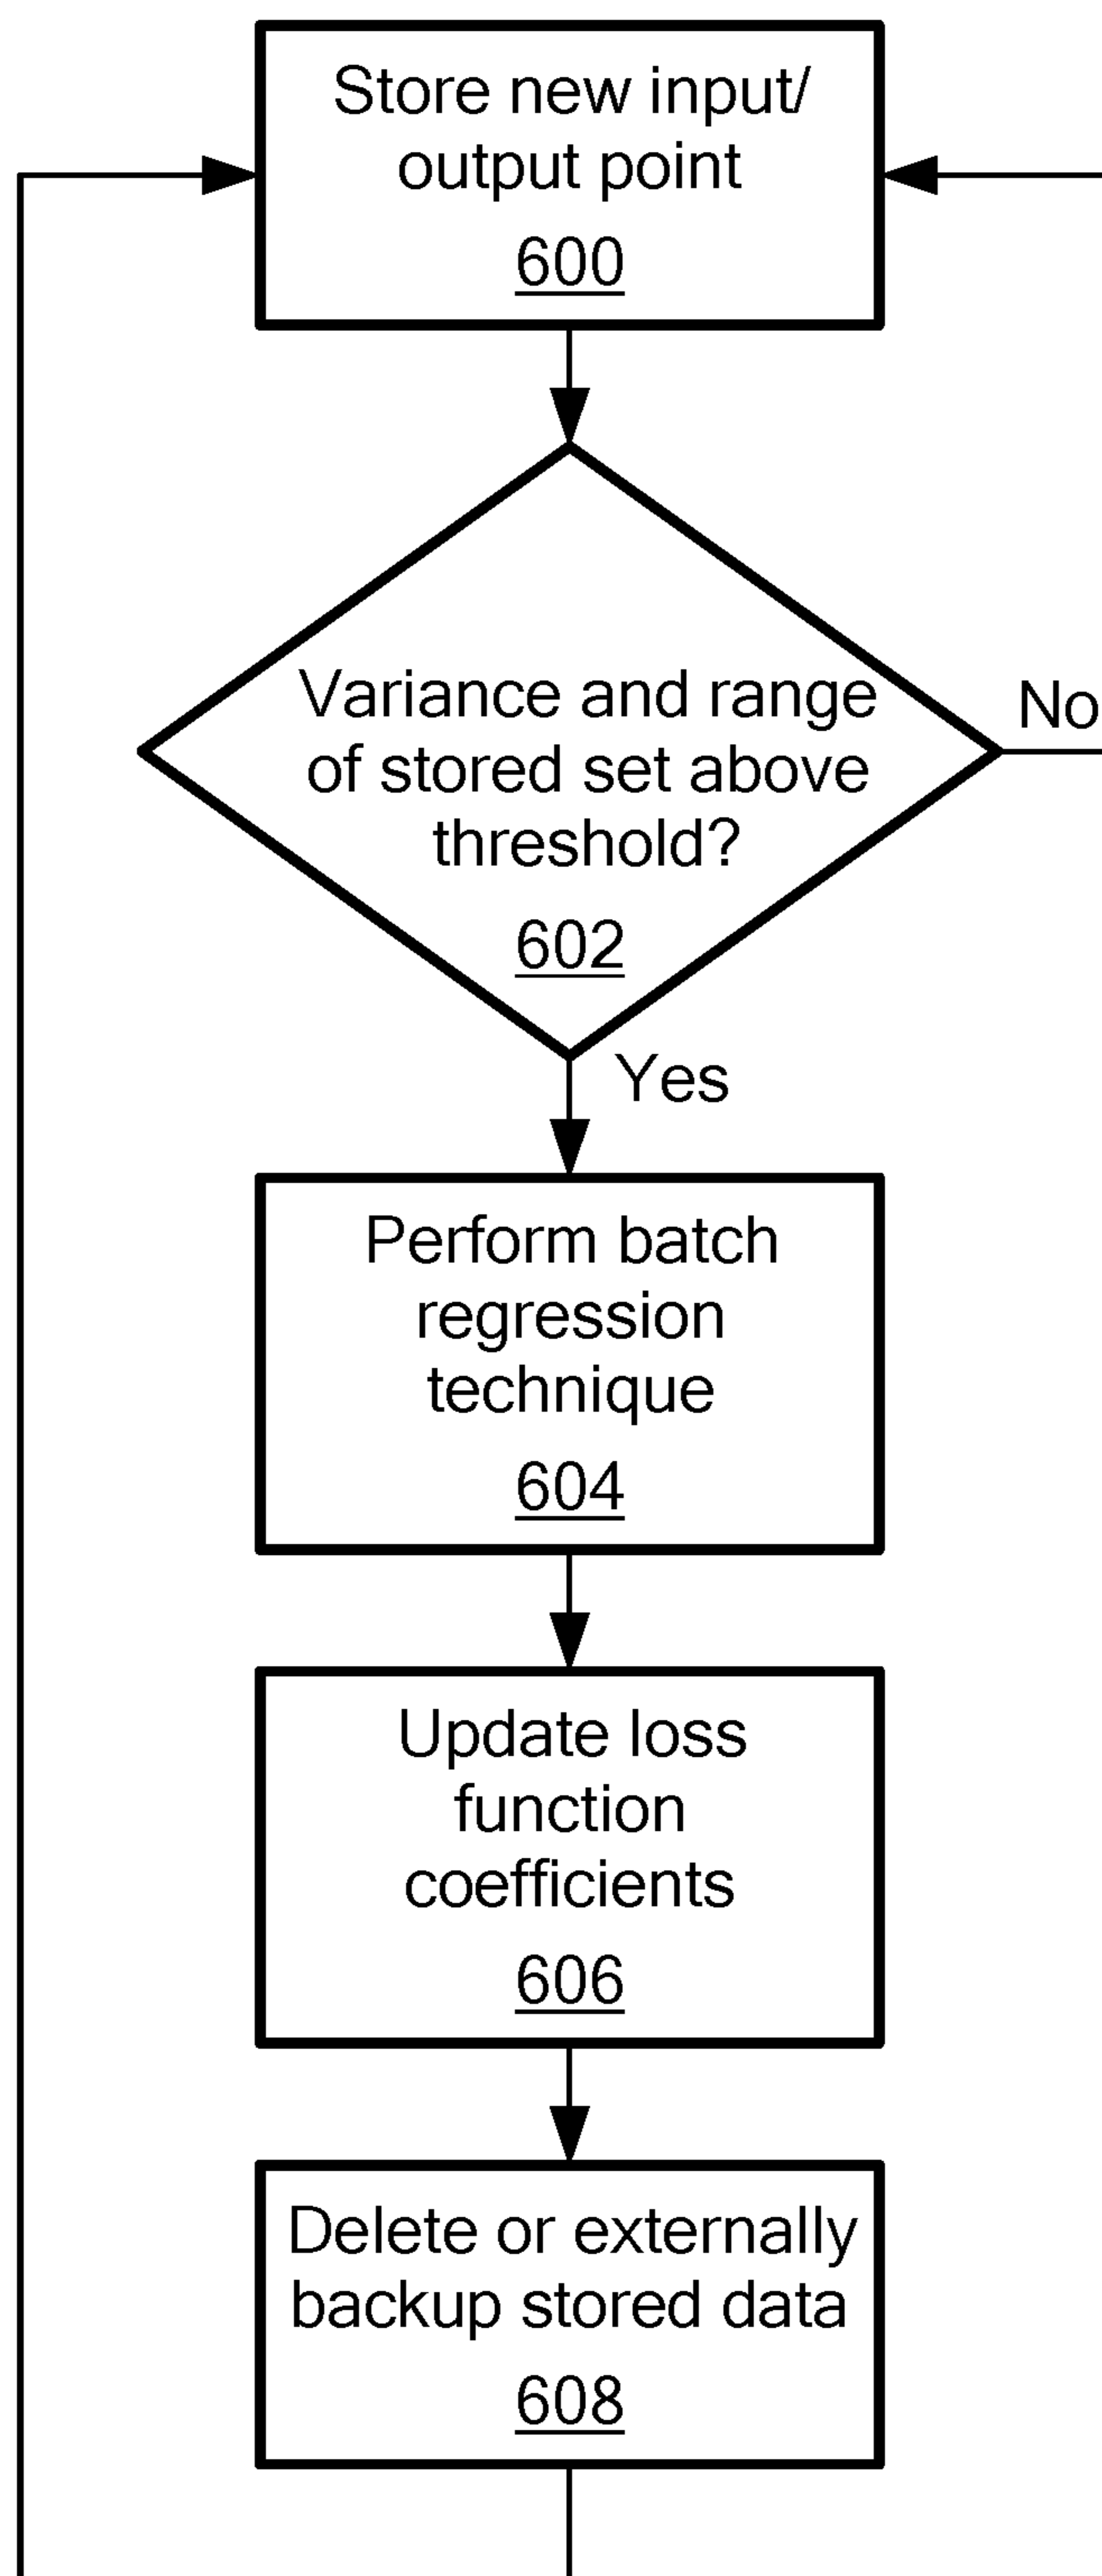 Store new input/
output point
600
Variance and range
of stored set above
threshold?
602
No
Yes
Perform batch
regression
technique
604
Update loss
function
coefficients
606
Delete or externally
backup stored data
608